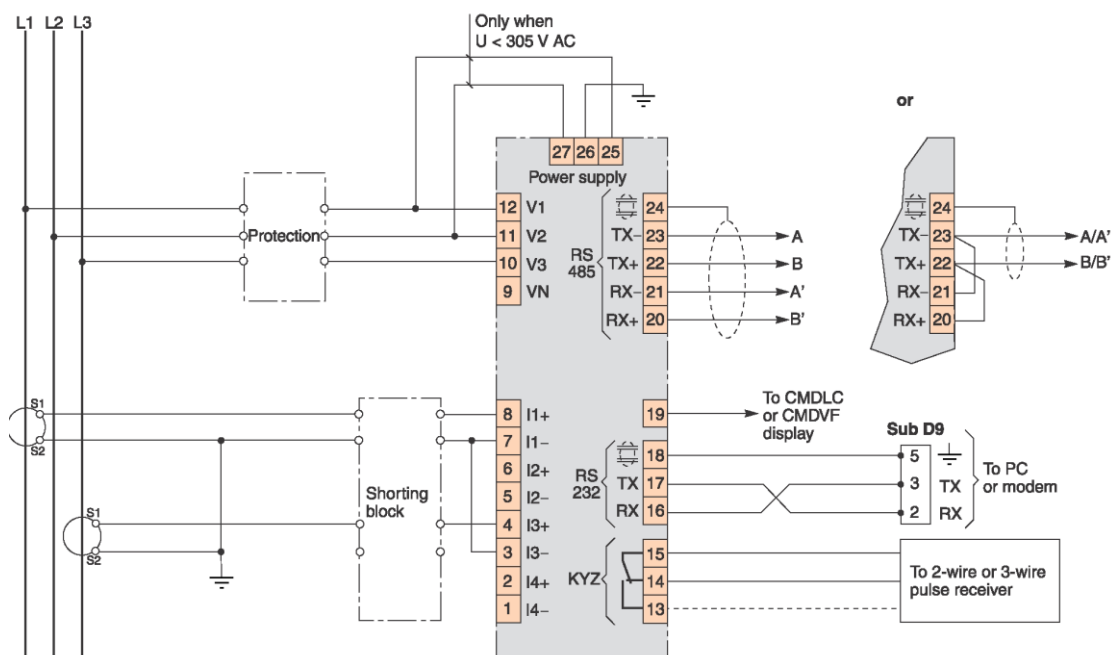 L1 L2 L3
Only when
U < 305 V AC
or
27 26 25
Power supply
Protection
12 V1
11 V2
10 V3
9 VN
RS
485
24
TX− 23
TX+ 22
RX− 21
RX+ 20
A
B
A'
B'
24
TX− 23
TX+ 22
RX− 21
RX+ 20
A/A'
B/B'
S1
S2
S1
S2
Shorting
block
8 I1+
7 I1−
6 I2+
5 I2−
4 I3+
3 I3−
2 I4+
1 I4−
19
To CMDLC
or CMDVF
display
RS
232
18
TX 17
RX 16
Sub D9
5
3 TX
2 RX
To PC
or modem
KYZ
15
14
13
To 2-wire or 3-wire
pulse receiver